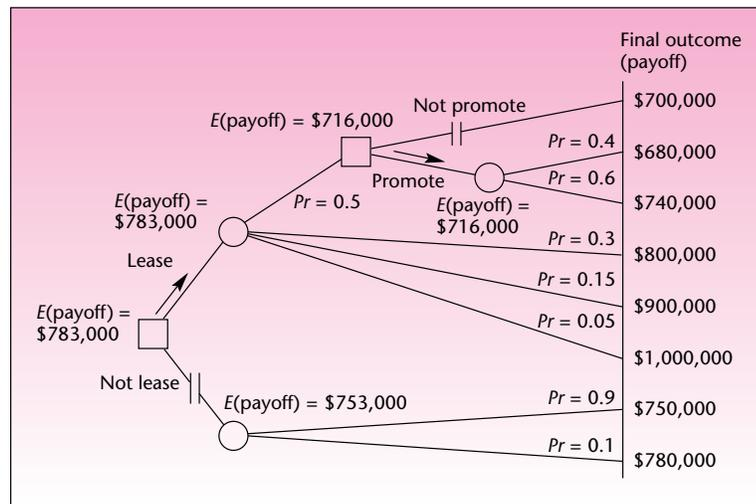 Final outcome
(payoff)
Not promote
$700,000
E(payoff) = $716,000
Pr = 0.4
$680,000
Promote
Pr = 0.6
E(payoff) =
$783,000
Pr = 0.5
E(payoff) =
$716,000
$740,000
Pr = 0.3
$800,000
Lease
Pr = 0.15
$900,000
E(payoff) =
$783,000
Pr = 0.05
$1,000,000
Not lease
E(payoff) = $753,000
Pr = 0.9
$750,000
Pr = 0.1
$780,000